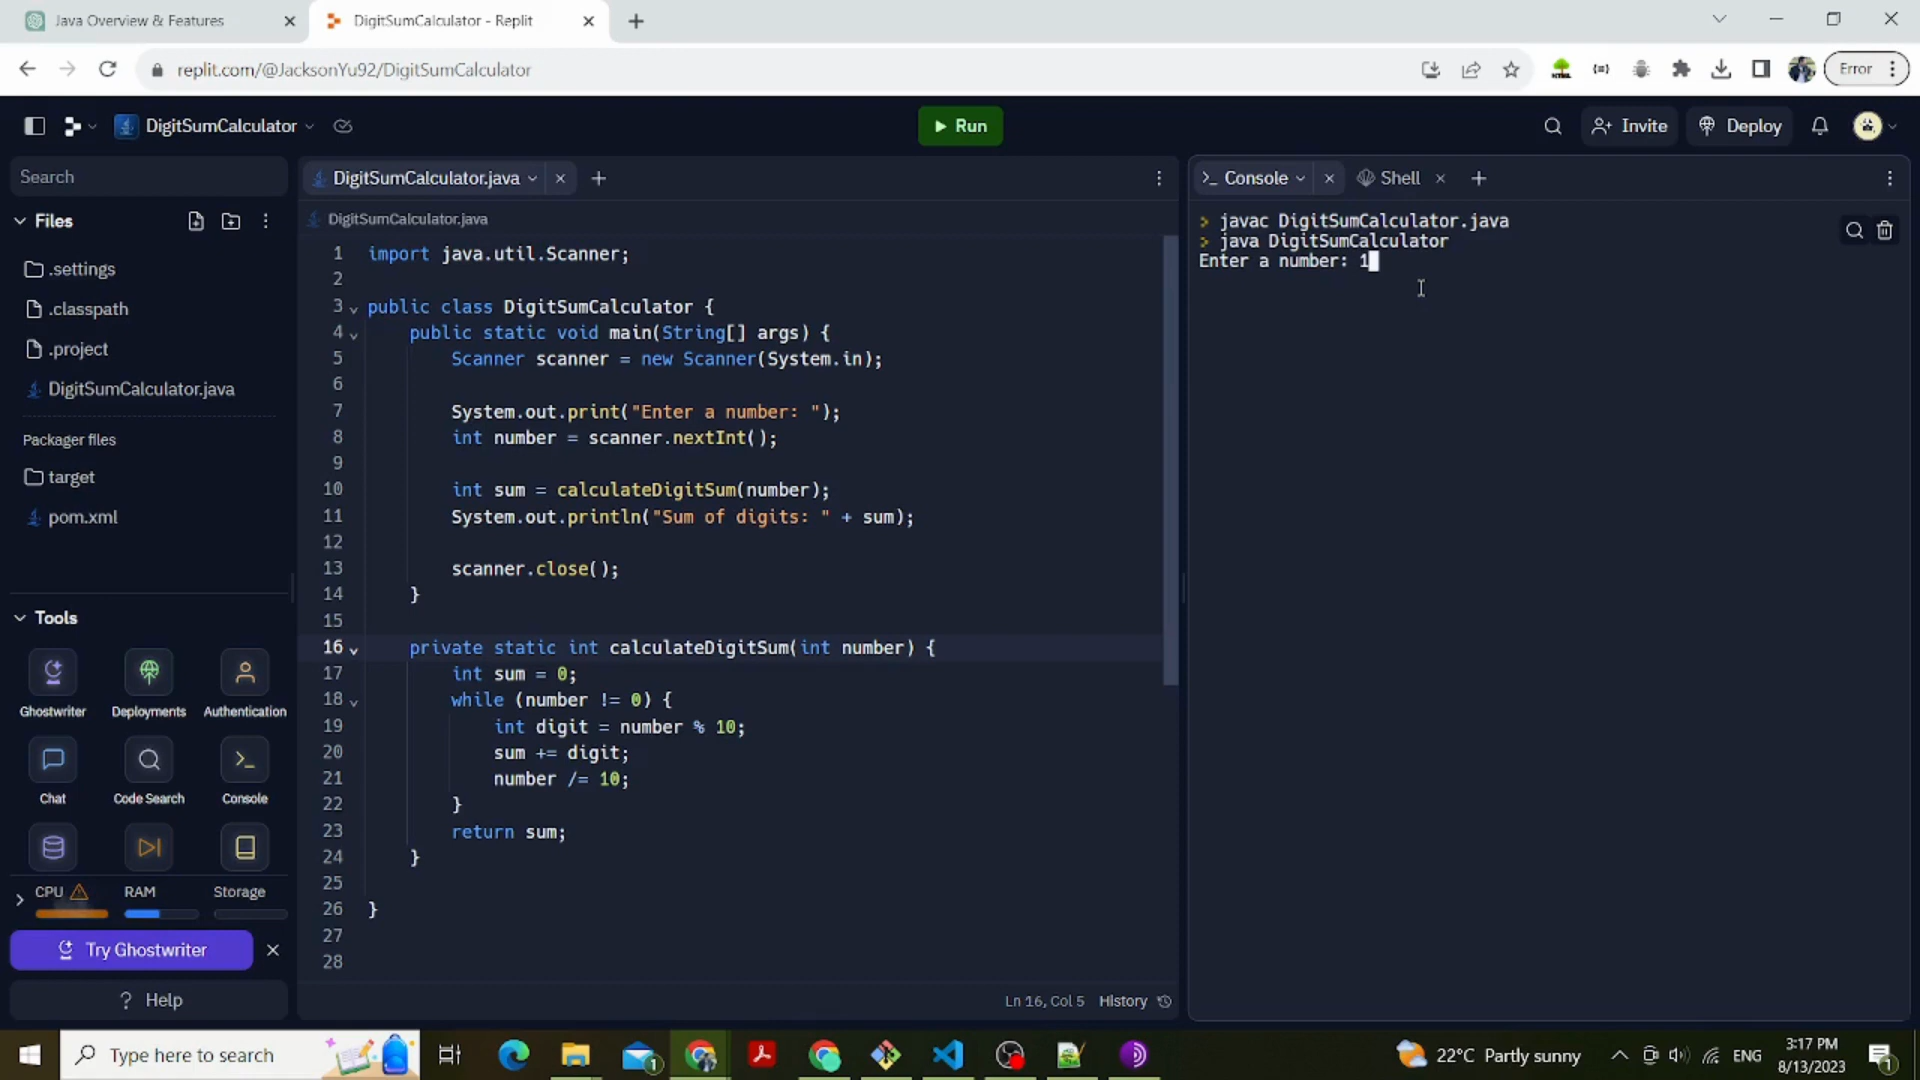 Java Overview & Features
DigitSumCalculator - Replit
replit.com/@JacksonYu92/DigitSumCalculator
Error
DigitSumCalculator
Run
Invite
Deploy
Search
Files
.settings
.classpath
.project
DigitSumCalculator.java
Packager files
target
pom.xml
Tools
Ghostwriter
Deployments
Authentication
Chat
Code Search
Console
CPU
RAM
Storage
Try Ghostwriter
? Help
DigitSumCalculator.java
DigitSumCalculator.java
1 import java.util.Scanner;
2
3 public class DigitSumCalculator {
4 public static void main(String[] args) {
5 Scanner scanner = new Scanner(System.in);
6
7 System.out.print("Enter a number: ");
8 int number = scanner.nextInt();
9
10 int sum = calculateDigitSum(number);
11 System.out.println("Sum of digits: " + sum);
12
13 scanner.close();
14 }
15
16 private static int calculateDigitSum(int number) {
17 int sum = 0;
18 while (number != 0) {
19 int digit = number % 10;
20 sum += digit;
21 number /= 10;
22 }
23 return sum;
24 }
25
26 }
27
28
Ln 16, Col 5 History
Console
Shell
> javac DigitSumCalculator.java
> java DigitSumCalculator
Enter a number: 1
Type here to search
1
22°C Partly sunny
ENG
3:17 PM
8/13/2023
1